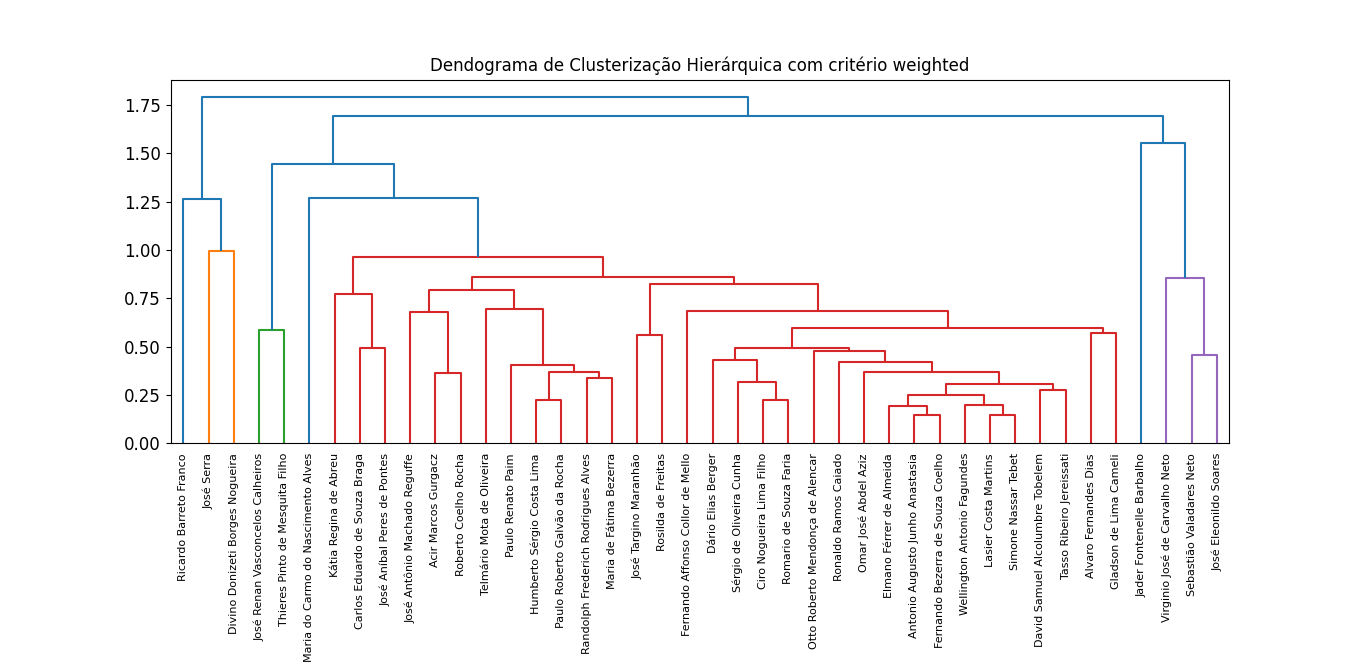 Dendograma de Clusterização Hierárquica com critério weighted
1.75
1.50
1.25
1.00
0.75
0.50
0.25
0.00
Ricardo Barreto Franco
José Serra
Divino Donizeti Borges Nogueira
José Renan Vasconcelos Calheiros
Thieres Pinto de Mesquita Filho
Maria do Carmo do Nascimento Alves
Kátia Regina de Abreu
Carlos Eduardo de Souza Braga
José Aníbal Peres de Pontes
José Antônio Machado Reguffe
Acir Marcos Gurgacz
Roberto Coelho Rocha
Telmário Mota de Oliveira
Paulo Renato Paim
Humberto Sérgio Costa Lima
Paulo Roberto Galvão da Rocha
Randolph Frederich Rodrigues Alves
Maria de Fátima Bezerra
José Targino Maranhão
Rosilda de Freitas
Fernando Affonso Collor de Mello
Dário Elias Berger
Sérgio de Oliveira Cunha
Ciro Nogueira Lima Filho
Romario de Souza Faria
Otto Roberto Mendonça de Alencar
Ronaldo Ramos Caiado
Omar José Abdel Aziz
Elmano Férrer de Almeida
Antonio Augusto Junho Anastasia
Fernando Bezerra de Souza Coelho
Wellington Antonio Fagundes
Lasier Costa Martins
Simone Nassar Tebet
David Samuel Alcolumbre Tobelem
Tasso Ribeiro Jereissati
Alvaro Fernandes Dias
Gladson de Lima Cameli
Jader Fontenelle Barbalho
Virginio José de Carvalho Neto
Sebastião Valadares Neto
José Eleonildo Soares